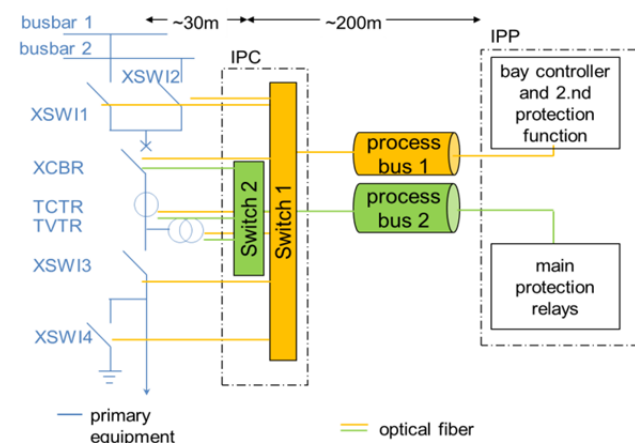 ~30m
~200m
busbar 1
busbar 2
IPC
IPP
XSWI2
XSWI1
XCBR
TCTR
TVTR
XSWI3
XSWI4
Switch 2
Switch 1
process
bus 1
process
bus 2
bay controller
and 2.nd
protection
function
main
protection
relays
primary
equipment
optical fiber